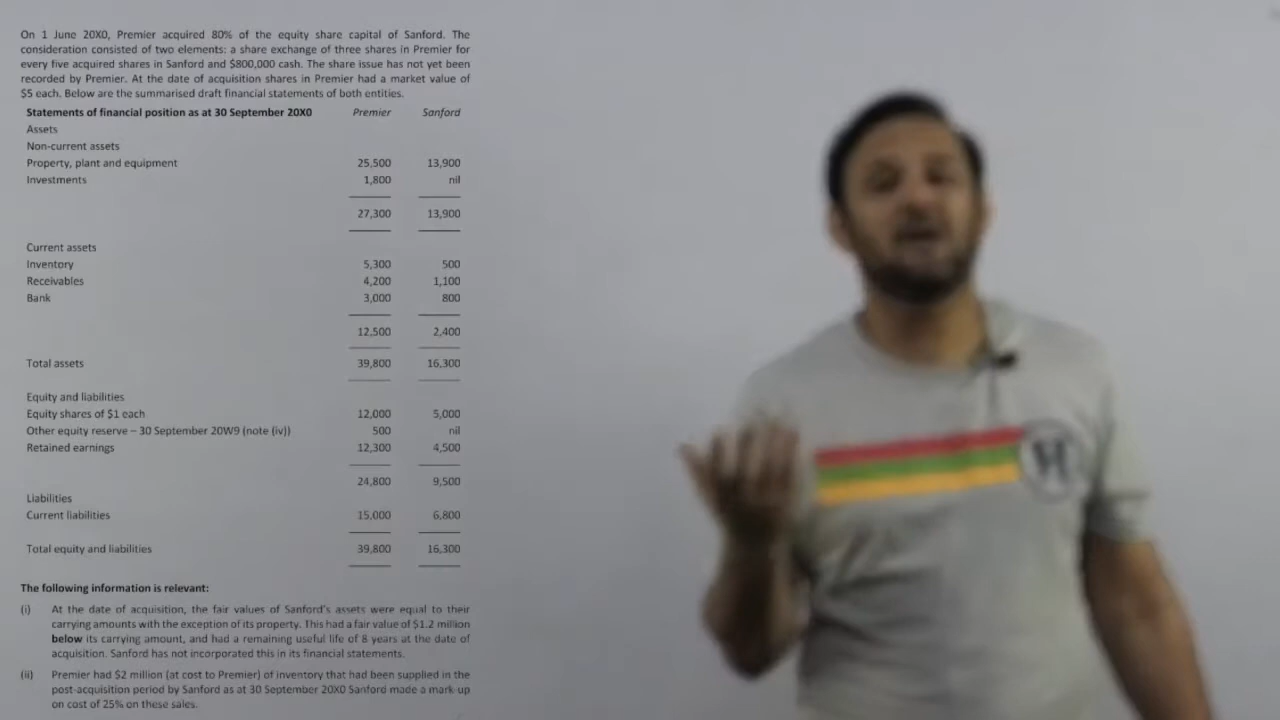 On 1 June 20X0, Premier acquired 80% of the equity share capital of Sanford. The
consideration consisted of two elements: a share exchange of three shares in Premier for
every five acquired shares in Sanford and $800,000 cash. The share issue has not yet been
recorded by Premier. At the date of acquisition shares in Premier had a market value of
$5 each. Below are the summarised draft financial statements of both entities.
Statements of financial position as at 30 September 20X0 Premier Sanford
Assets
Non-current assets
Property, plant and equipment 25,500 13,900
Investments 1,800 nil
27,300 13,900
Current assets
Inventory 5,300 500
Receivables 4,200 1,100
Bank 3,000 800
12,500 2,400
Total assets 39,800 16,300
Equity and liabilities
Equity shares of $1 each 12,000 5,000
Other equity reserve – 30 September 20W9 (note (iv)) 500 nil
Retained earnings 12,300 4,500
24,800 9,500
Liabilities
Current liabilities 15,000 6,800
Total equity and liabilities 39,800 16,300
The following information is relevant:
(i) At the date of acquisition, the fair values of Sanford's assets were equal to their
carrying amounts with the exception of its property. This had a fair value of $1.2 million
below its carrying amount, and had a remaining useful life of 8 years at the date of
acquisition. Sanford has not incorporated this in its financial statements.
(ii) Premier had $2 million (at cost to Premier) of inventory that had been supplied in the
post-acquisition period by Sanford as at 30 September 20X0 Sanford made a mark-up
on cost of 25% on these sales.